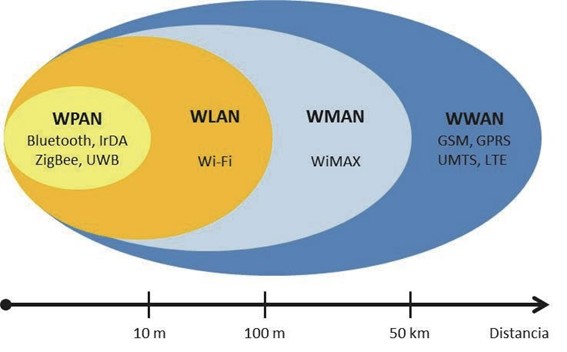 WPAN
Bluetooth, IrDA
ZigBee, UWB
WLAN
Wi-Fi
WMAN
WiMAX
WWAN
GSM, GPRS
UMTS, LTE
10 m
100 m
50 km
Distancia